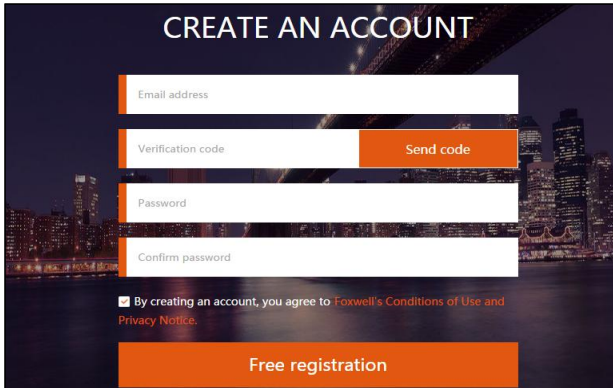 CREATE AN ACCOUNT
Email address
Verification code
Send code
Password
Confirm password
By creating an account, you agree to Foxwell's Conditions of Use and
Privacy Notice.
Free registration